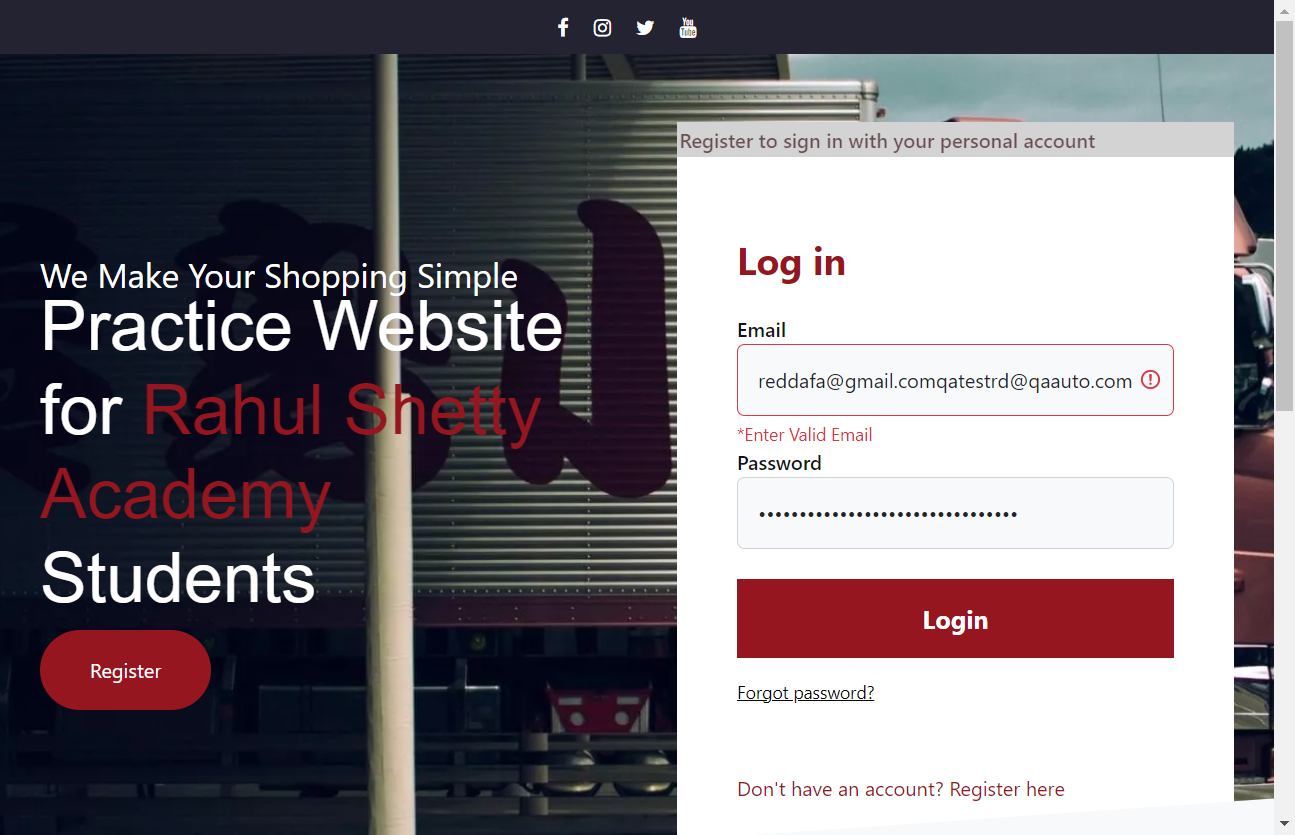 You
Tube
Register to sign in with your personal account
We Make Your Shopping Simple
Practice Website
for Rahul Shetty
Academy
Students
Register
Log in
Email
reddafa@gmail.comqatestrd@qaauto.com
*Enter Valid Email
Password
Login
Forgot password?
Don't have an account? Register here